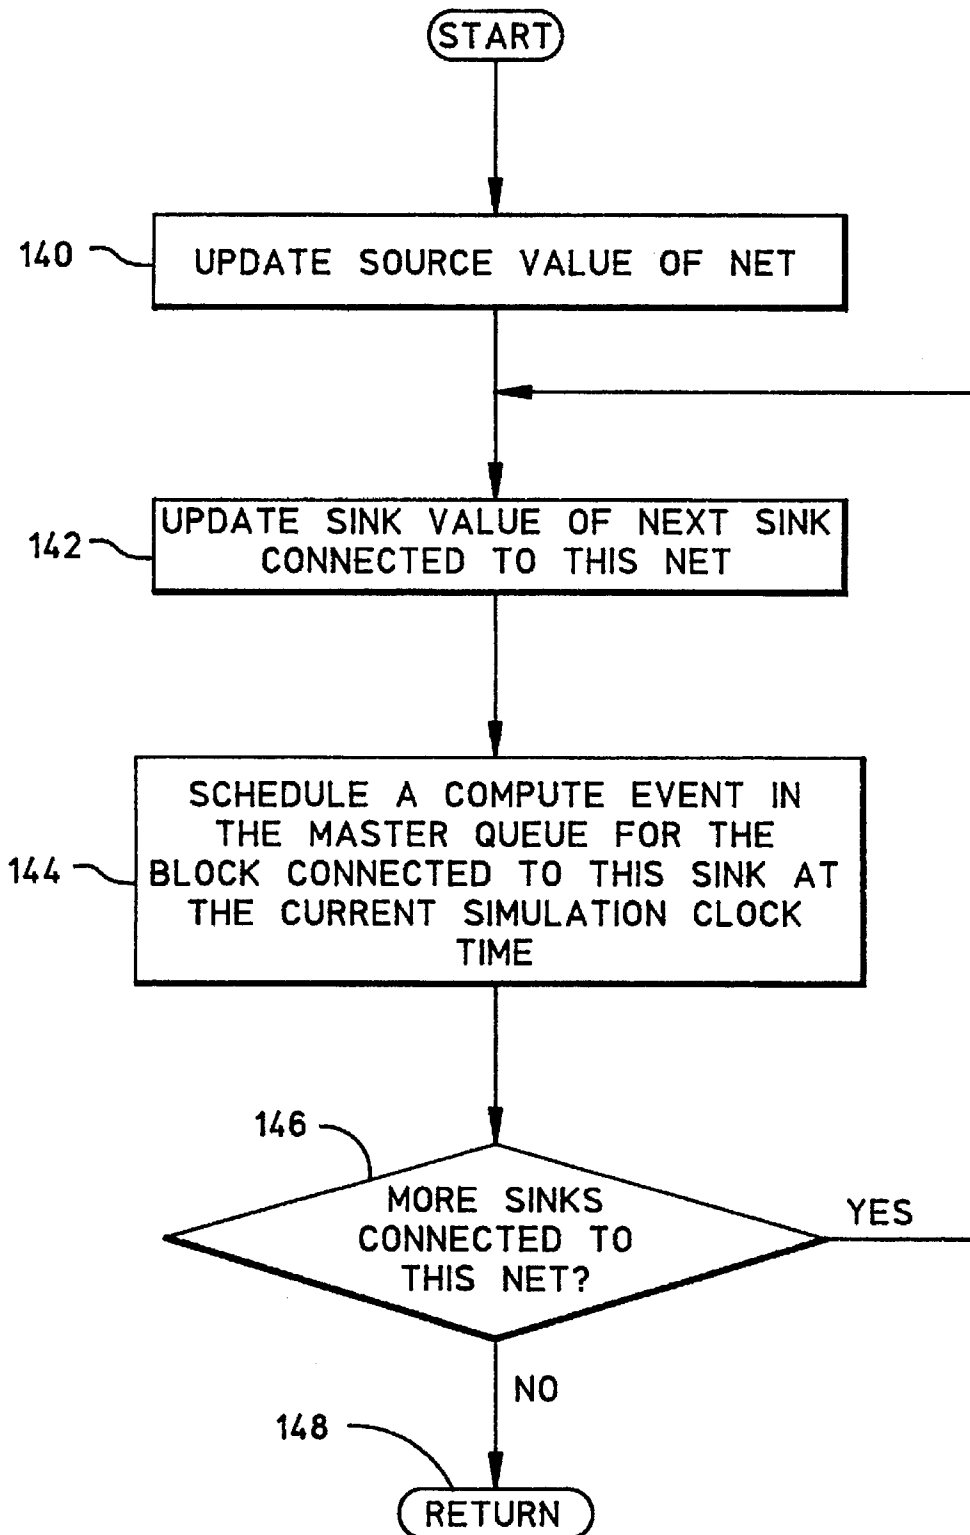 START
140
UPDATE SOURCE VALUE OF NET
142
UPDATE SINK VALUE OF NEXT SINK
CONNECTED TO THIS NET
144
SCHEDULE A COMPUTE EVENT IN
THE MASTER QUEUE FOR THE
BLOCK CONNECTED TO THIS SINK AT
THE CURRENT SIMULATION CLOCK
TIME
146
MORE SINKS
CONNECTED TO
THIS NET?
YES
NO
148
RETURN